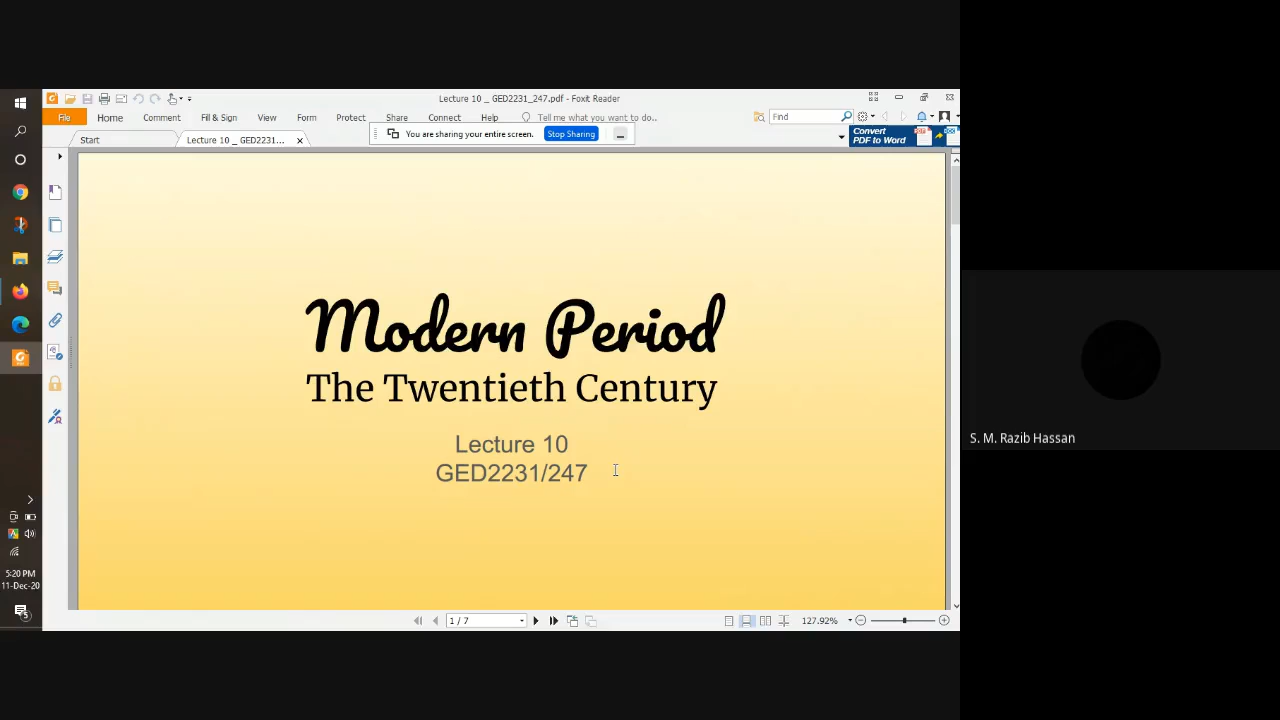 Lecture 10 _ GED2231_247.pdf - Foxit Reader
File Home Comment Fill & Sign View Form Protect Share Connect Help Tell me what you want to do... Find
You are sharing your entire screen. Stop Sharing
Convert
PDF to Word
Start Lecture 10 _ GED2231...
Modern Period
The Twentieth Century
Lecture 10
GED2231/247
S. M. Razib Hassan
5:20 PM
11-Dec-20
5
1 / 7
127.92%